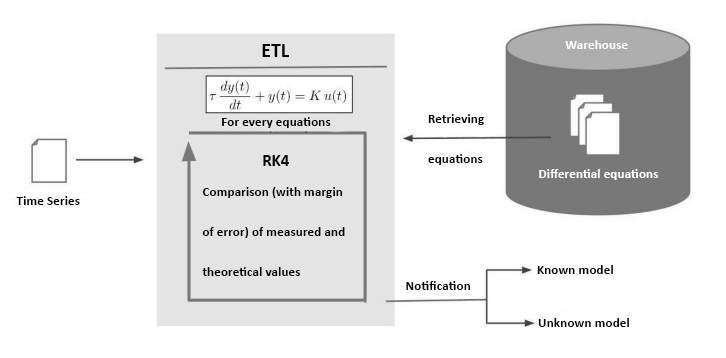 ETL
Warehouse
τ dy(t)/dt + y(t) = K u(t)
For every equations
Retrieving
equations
RK4
Comparison (with margin
of error) of measured and
theoretical values
Differential equations
Time Series
Notification
Known model
Unknown model